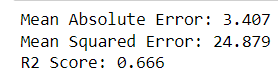 Mean Absolute Error: 3.407
Mean Squared Error: 24.879
R2 Score: 0.666